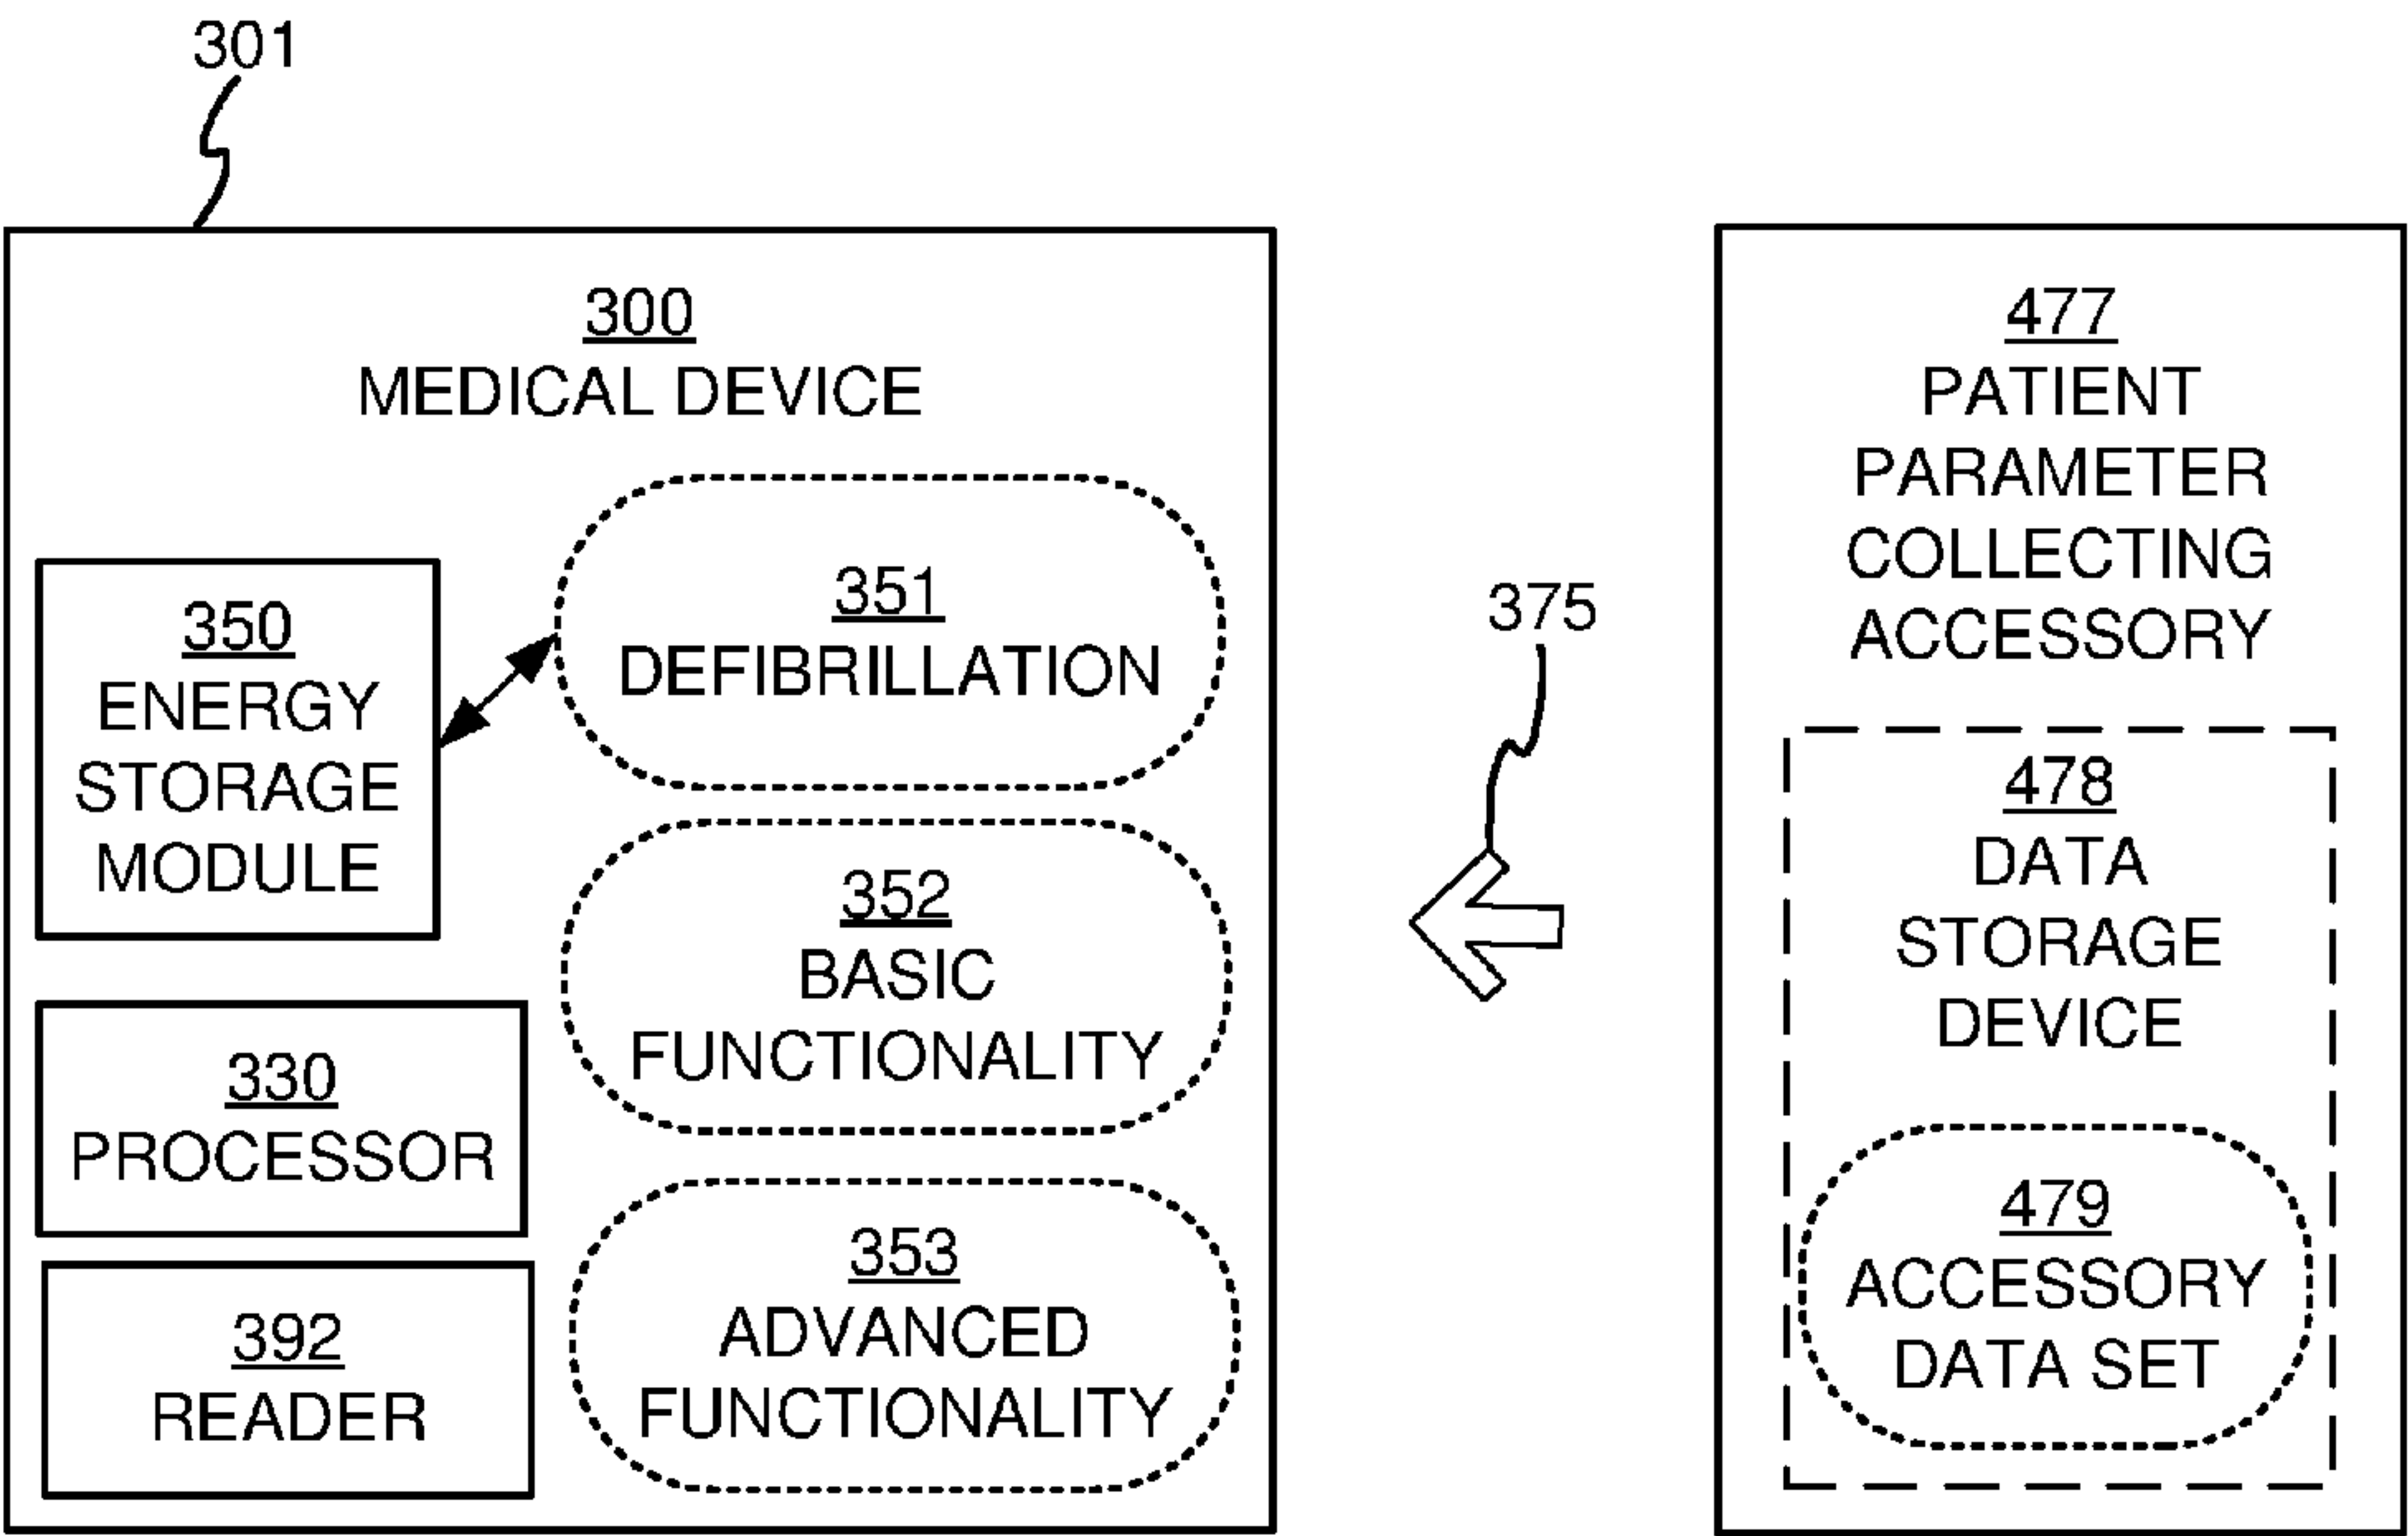 301
300
MEDICAL DEVICE
350
ENERGY
STORAGE
MODULE
351
DEFIBRILLATION
352
BASIC
FUNCTIONALITY
330
PROCESSOR
353
ADVANCED
FUNCTIONALITY
392
READER
375
477
PATIENT
PARAMETER
COLLECTING
ACCESSORY
478
DATA
STORAGE
DEVICE
479
ACCESSORY
DATA SET